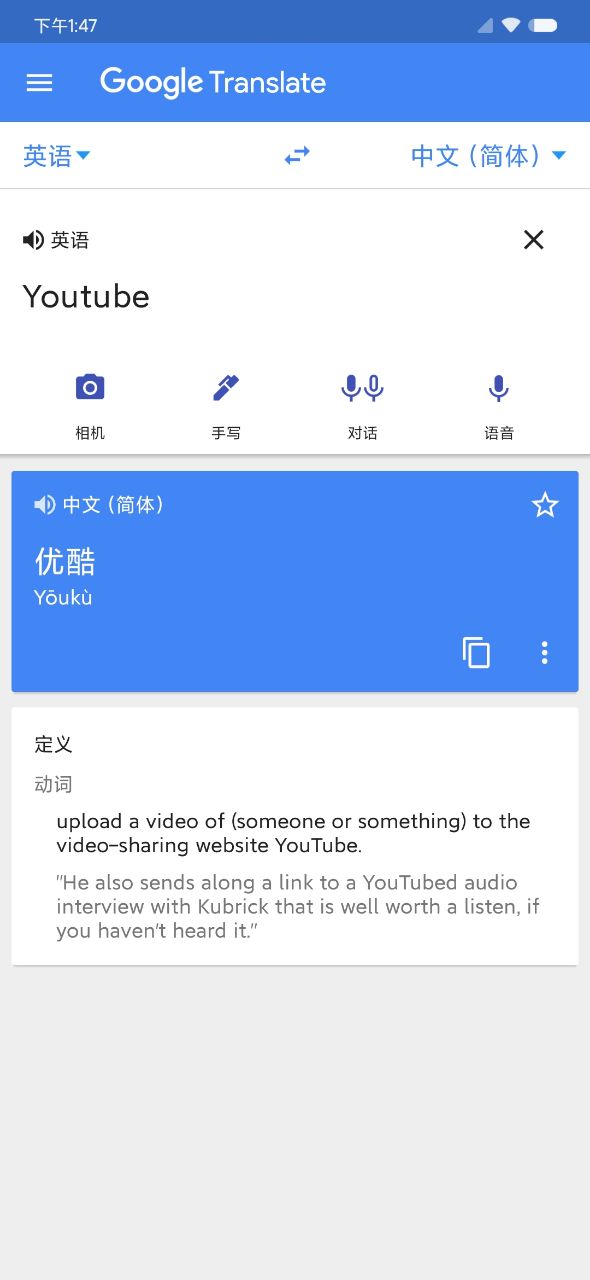 下午1:47
Google Translate
英语
中文（简体）
英语
Youtube
相机
手写
对话
语音
中文（简体）
优酷
Yōukù
定义
动词
upload a video of (someone or something) to the
video-sharing website YouTube.
"He also sends along a link to a YouTubed audio
interview with Kubrick that is well worth a listen, if
you haven't heard it."